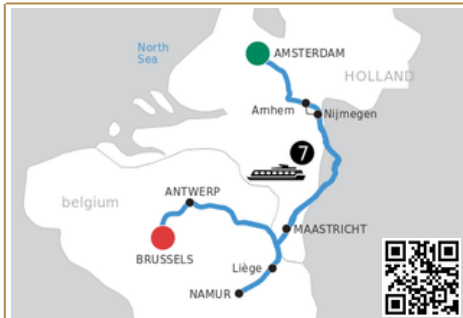 North
Sea
AMSTERDAM
HOLLAND
Arnhem
Nijmegen
7
belgium
ANTWERP
MAASTRICHT
BRUSSELS
Liège
NAMUR